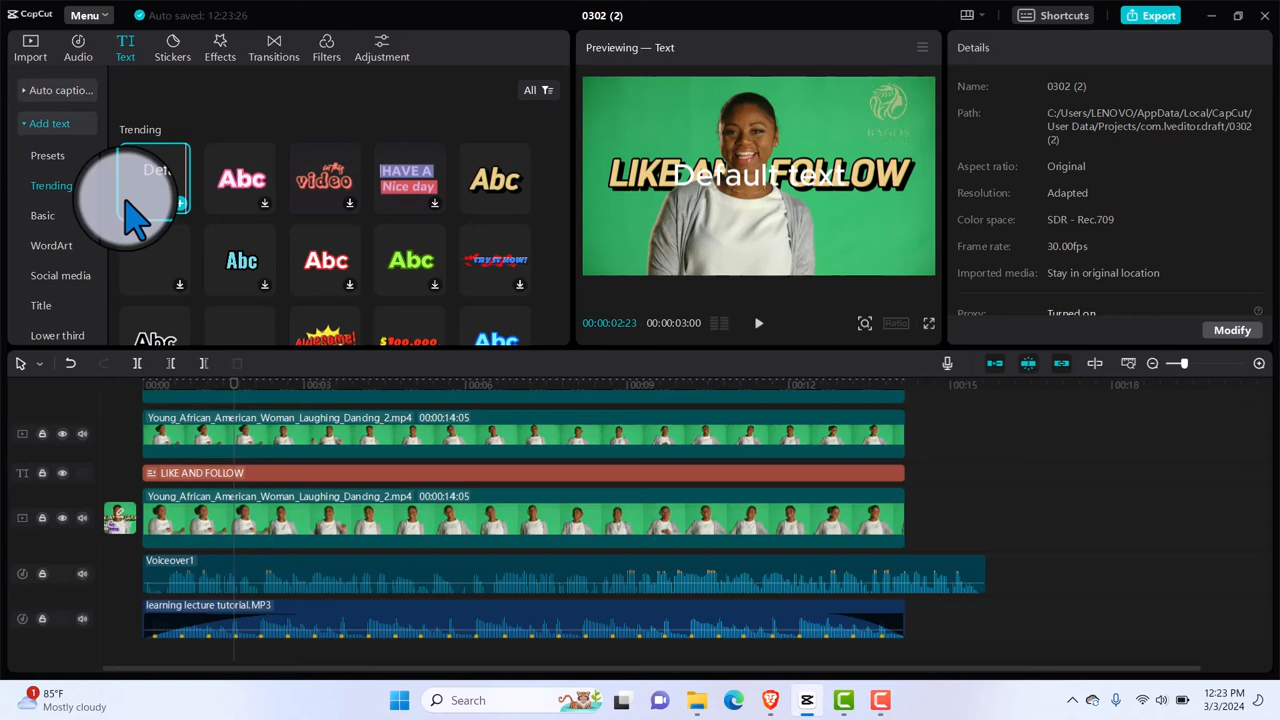 CapCut
Menu
Auto saved: 12:23:26
0302 (2)
Shortcuts
Export
Import
Audio
Text
Stickers
Effects
Transitions
Filters
Adjustment
Previewing — Text
Details
Auto captio...
Add text
All
Trending
Presets
Trending
Basic
WordArt
Social media
Title
Lower third
Abc
video
HAVE A
Nice day
Abc
Abc
Abc
Abc
TRY IT NOW!
Abc
AWESOME!
$100,000
Abc
BAGOS
LIKE AND FOLLOW
Default text
00:00:02:23
00:00:03:00
Ratio
Name:
0302 (2)
Path:
C:/Users/LENOVO/AppData/Local/CapCut/
User Data/Projects/com.lveditor.draft/0302
(2)
Aspect ratio:
Original
Resolution:
Adapted
Color space:
SDR - Rec.709
Frame rate:
30.00fps
Imported media:
Stay in original location
Proxy:
Turned on
Modify
00:00
00:03
00:06
00:09
00:12
00:15
00:18
Young_African_American_Woman_Laughing_Dancing_2.mp4 00:00:14:05
TI
LIKE AND FOLLOW
Young_African_American_Woman_Laughing_Dancing_2.mp4 00:00:14:05
Voiceover1
learning lecture tutorial.MP3
1
85°F
Mostly cloudy
Search
12:23 PM
3/3/2024